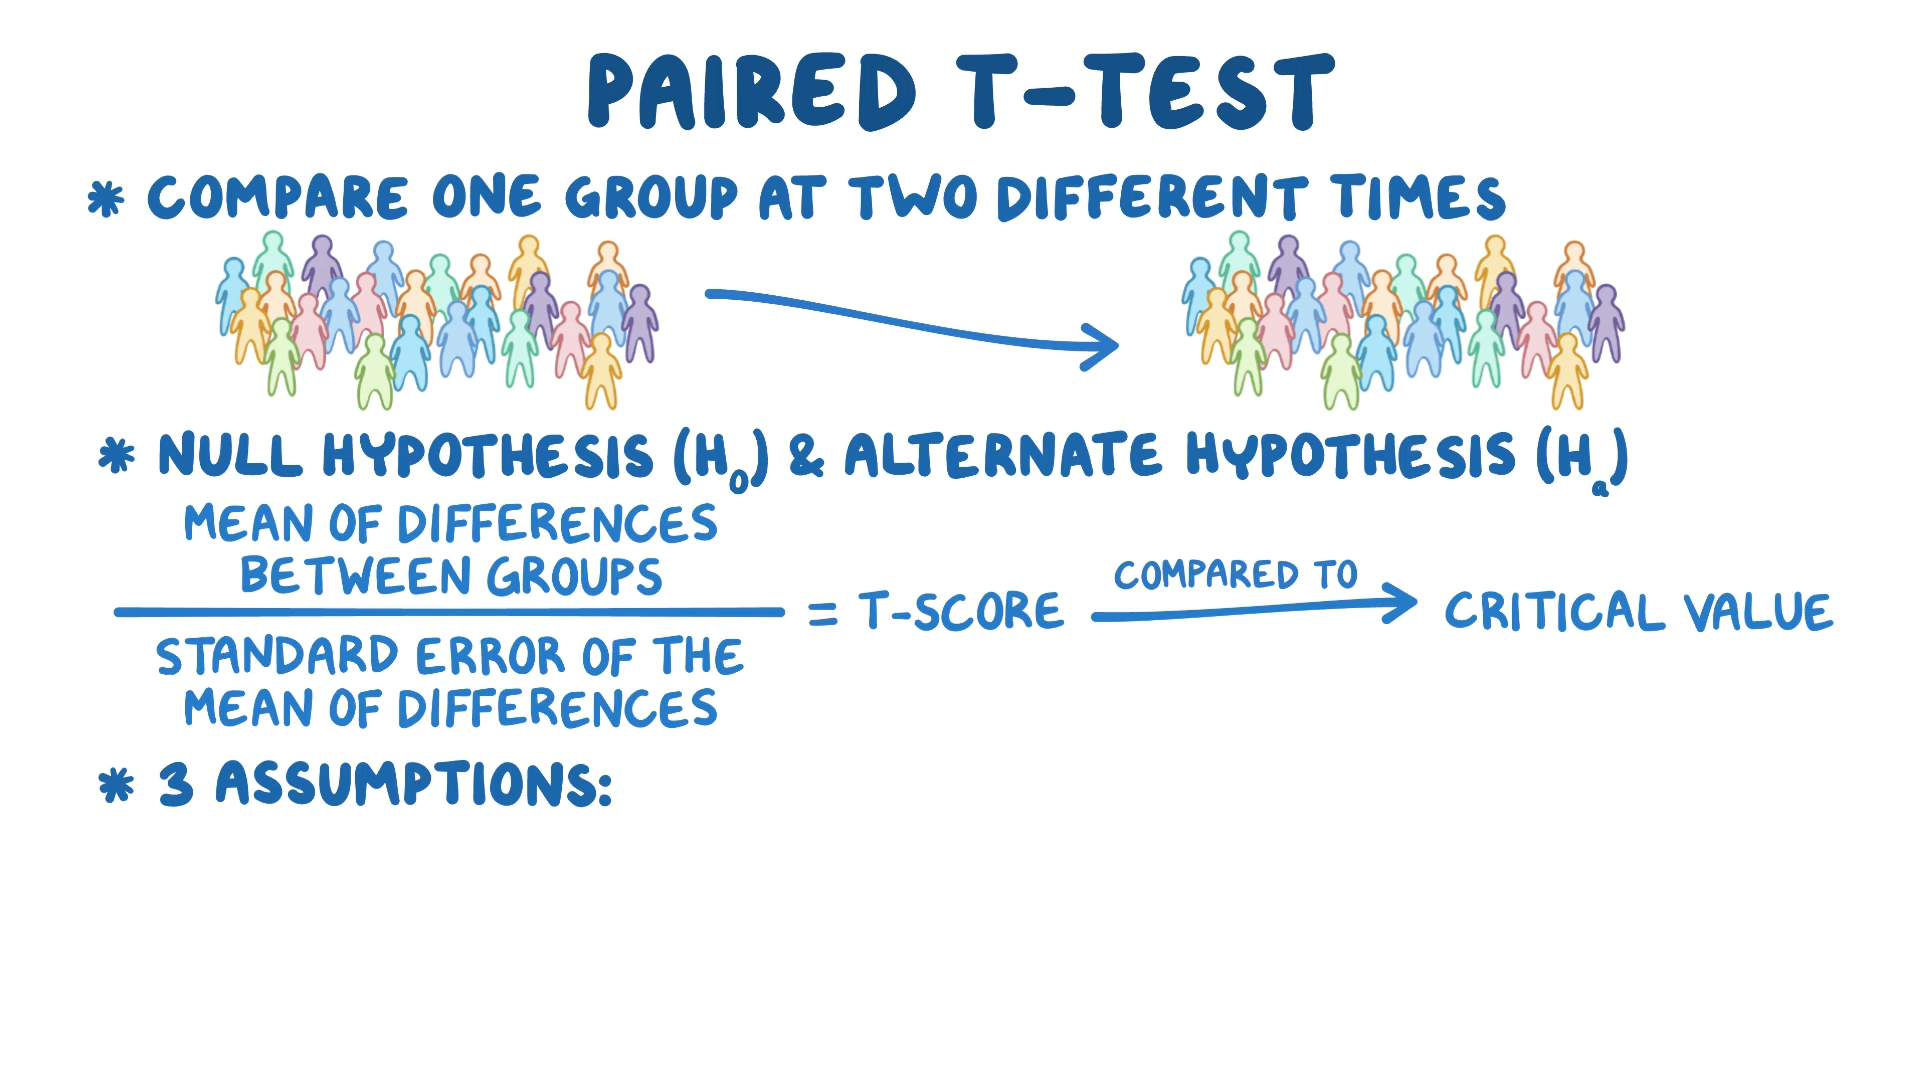 PAIRED T-TEST
* COMPARE ONE GROUP AT TWO DIFFERENT TIMES
* NULL HYPOTHESIS (H₀) & ALTERNATE HYPOTHESIS (Hₐ)
MEAN OF DIFFERENCES
BETWEEN GROUPS
STANDARD ERROR OF THE
MEAN OF DIFFERENCES
= T-SCORE
COMPARED TO
CRITICAL VALUE
* 3 ASSUMPTIONS: